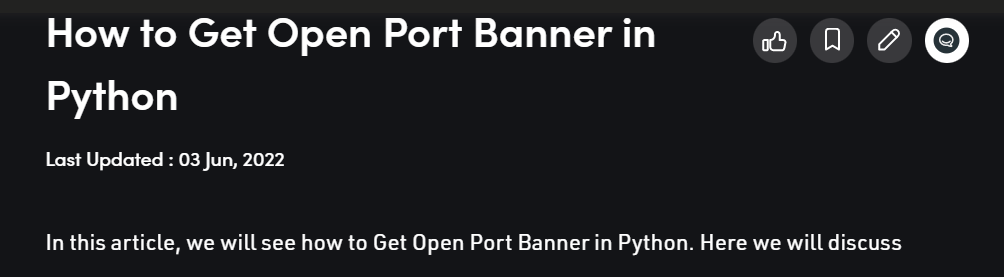 How to Get Open Port Banner in
Python
Last Updated : 03 Jun, 2022
In this article, we will see how to Get Open Port Banner in Python. Here we will discuss